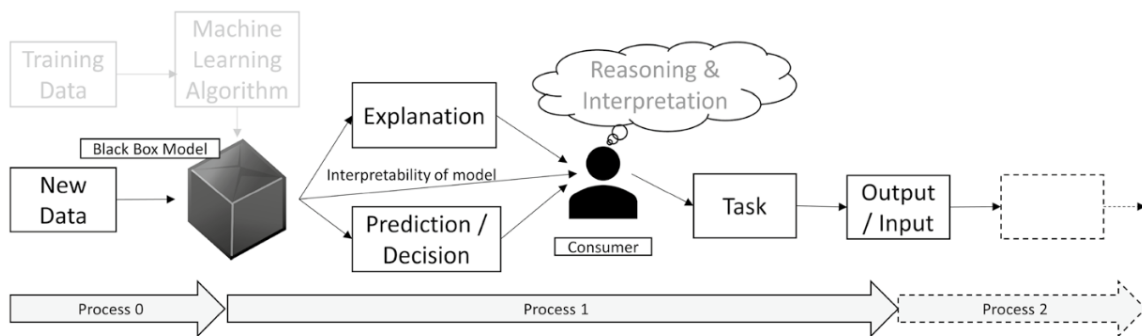 Training
Data
Machine
Learning
Algorithm
Reasoning &
Interpretation
Explanation
Black Box Model
New
Data
Interpretability of model
Prediction /
Decision
Consumer
Task
Output
/ Input
Process 0
Process 1
Process 2